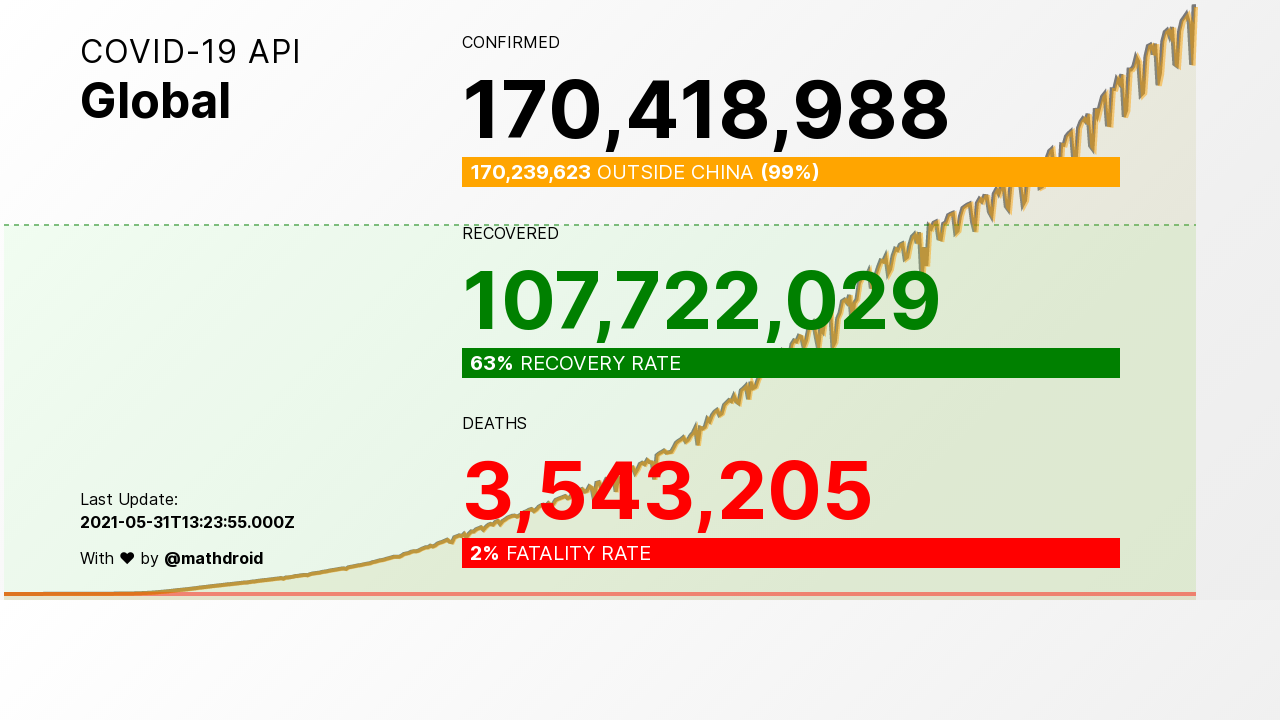 COVID-19 API
Global
CONFIRMED
170,418,988
170,239,623 OUTSIDE CHINA (99%)
RECOVERED
107,722,029
63% RECOVERY RATE
DEATHS
3,543,205
2% FATALITY RATE
Last Update:
2021-05-31T13:23:55.000Z
With ♥ by @mathdroid